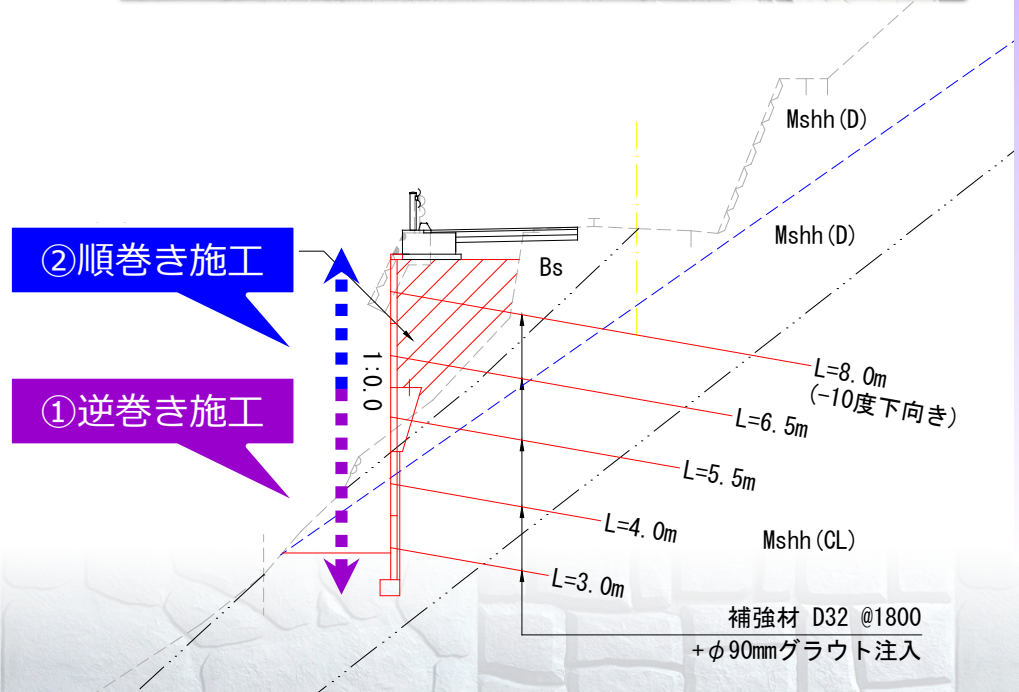 Mshh(D)
Mshh(D)
②順巻き施工
Bs
1:0.0
L=8.0m
(-10度下向き)
①逆巻き施工
L=6.5m
L=5.5m
L=4.0m
Mshh(CL)
L=3.0m
補強材 D32 @1800
+φ90mmグラウト注入